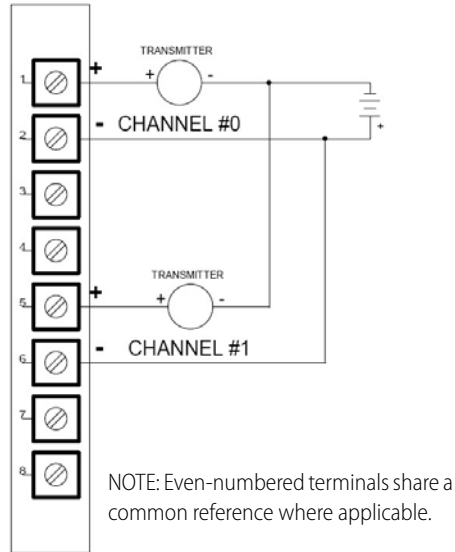 TRANSMITTER
1 + + -
2 - CHANNEL #0
+
3
4
TRANSMITTER
5 + + -
6 - CHANNEL #1
7
8
NOTE: Even-numbered terminals share a
common reference where applicable.